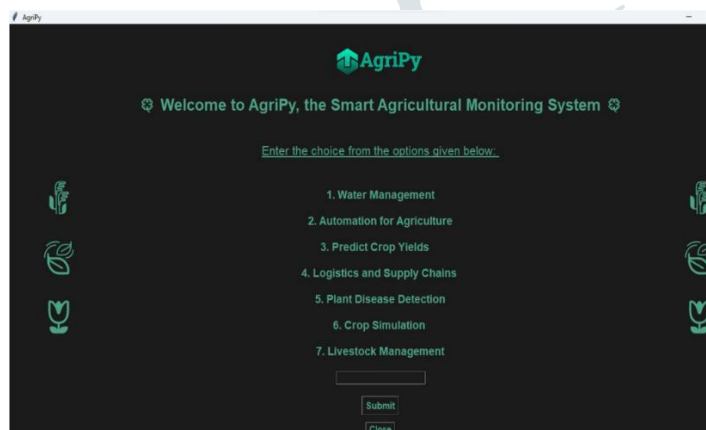 AgriPy
AgriPy
Welcome to AgriPy, the Smart Agricultural Monitoring System
Enter the choice from the options given below:
1. Water Management
2. Automation for Agriculture
3. Predict Crop Yields
4. Logistics and Supply Chains
5. Plant Disease Detection
6. Crop Simulation
7. Livestock Management
Submit
Close